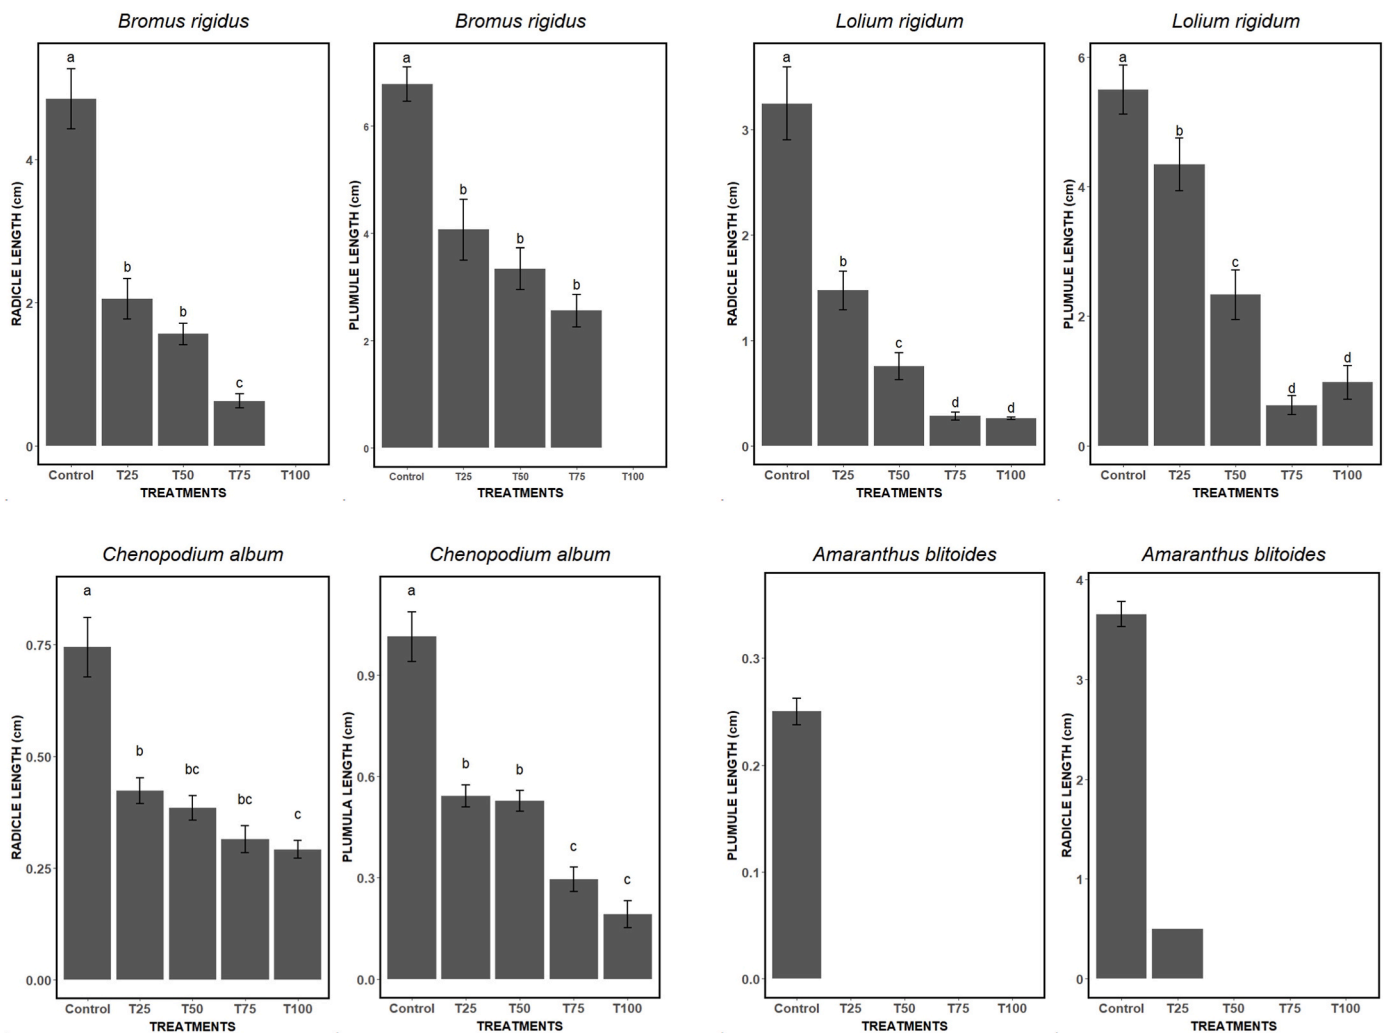 Bromus rigidus
a
b
b
c
4
2
0
RADICLE LENGTH (cm)
Control T25 T50 T75 T100
TREATMENTS
Bromus rigidus
a
b
b
b
6
4
2
0
PLUMULE LENGTH (cm)
Control T25 T50 T75 T100
TREATMENTS
Lolium rigidum
a
b
c
d
d
3
2
1
0
RADICLE LENGTH (cm)
Control T25 T50 T75 T100
TREATMENTS
Lolium rigidum
a
b
c
d
d
6
4
2
0
PLUMULE LENGTH (cm)
Control T25 T50 T75 T100
TREATMENTS
Chenopodium album
a
b
bc
bc
c
0.75
0.50
0.25
0.00
RADICLE LENGTH (cm)
Control T25 T50 T75 T100
TREATMENTS
Chenopodium album
a
b
b
c
c
0.9
0.6
0.3
0.0
PLUMULA LENGTH (cm)
Control T25 T50 T75 T100
TREATMENTS
Amaranthus blitoides
0.3
0.2
0.1
0.0
PLUMULE LENGTH (cm)
Control T25 T50 T75 T100
TREATMENTS
Amaranthus blitoides
4
3
2
1
0
RADICLE LENGTH (cm)
Control T25 T50 T75 T100
TREATMENTS